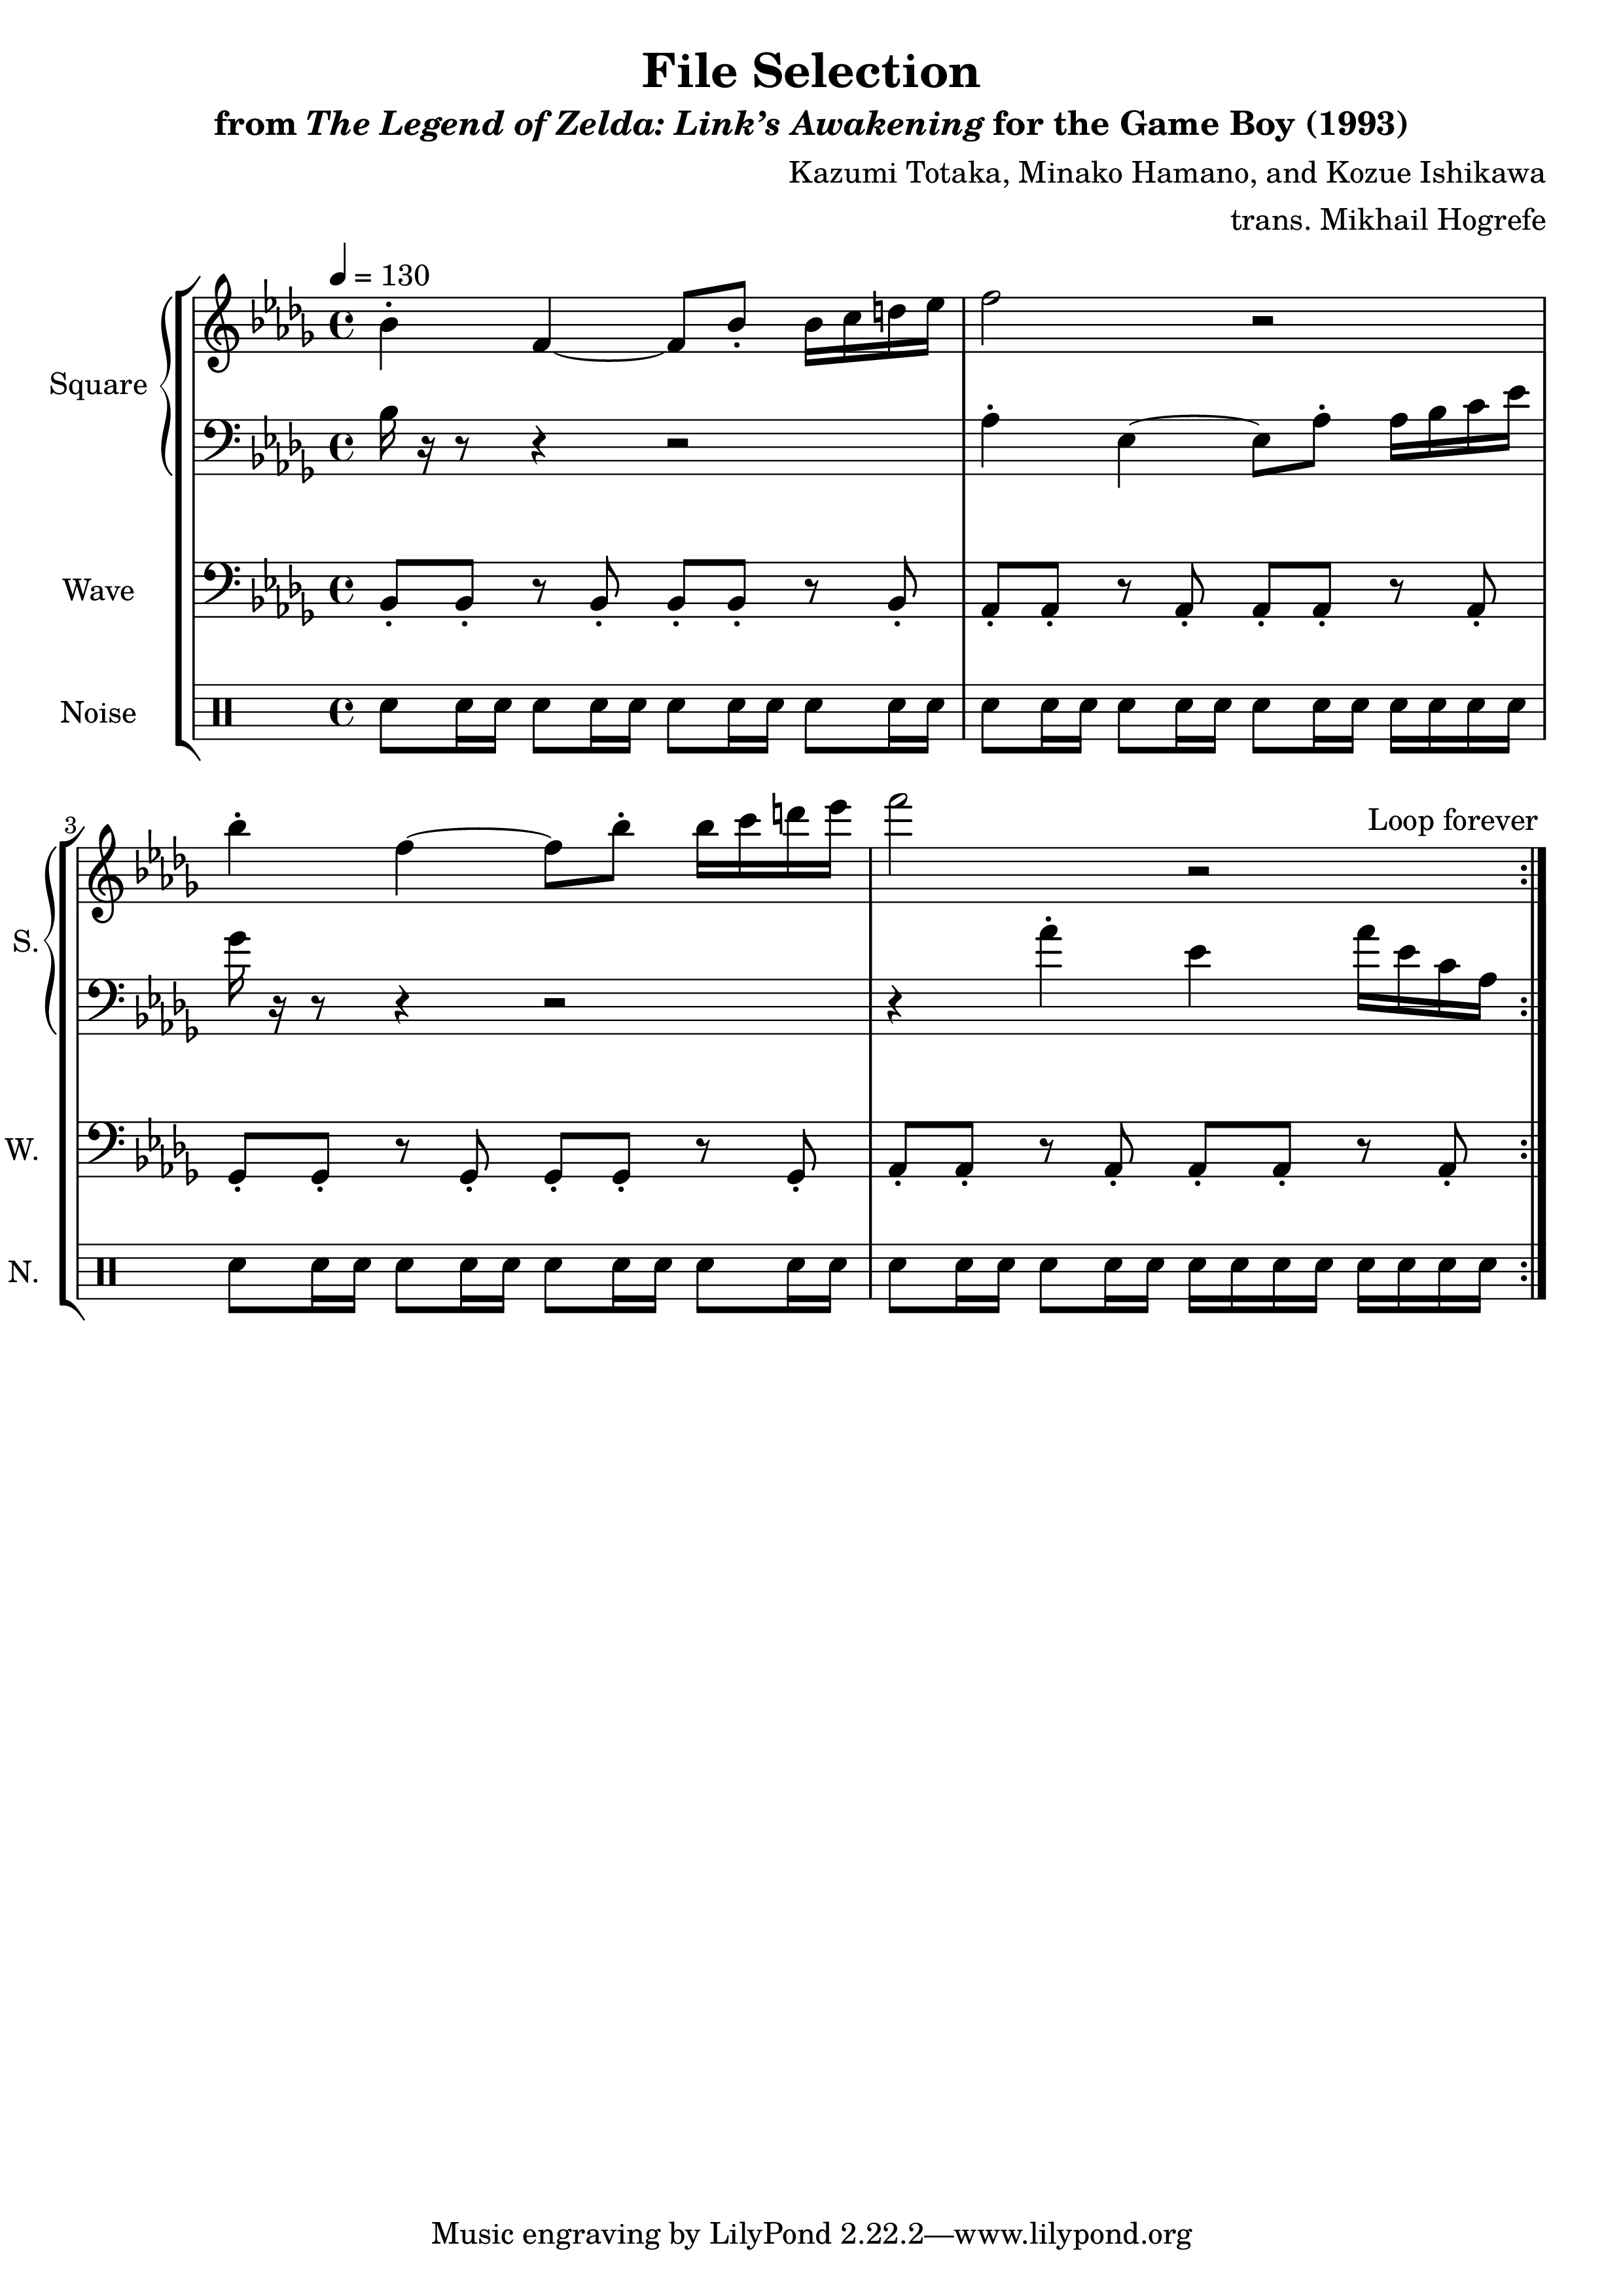 File Selection
from The Legend of Zelda: Link’s Awakening for the Game Boy (1993)
Kazumi Totaka, Minako Hamano, and Kozue Ishikawa
trans. Mikhail Hogrefe
= 130
Square
Wave
Noise
3
Loop forever
S.
W.
N.
Music engraving by LilyPond 2.22.2—www.lilypond.org